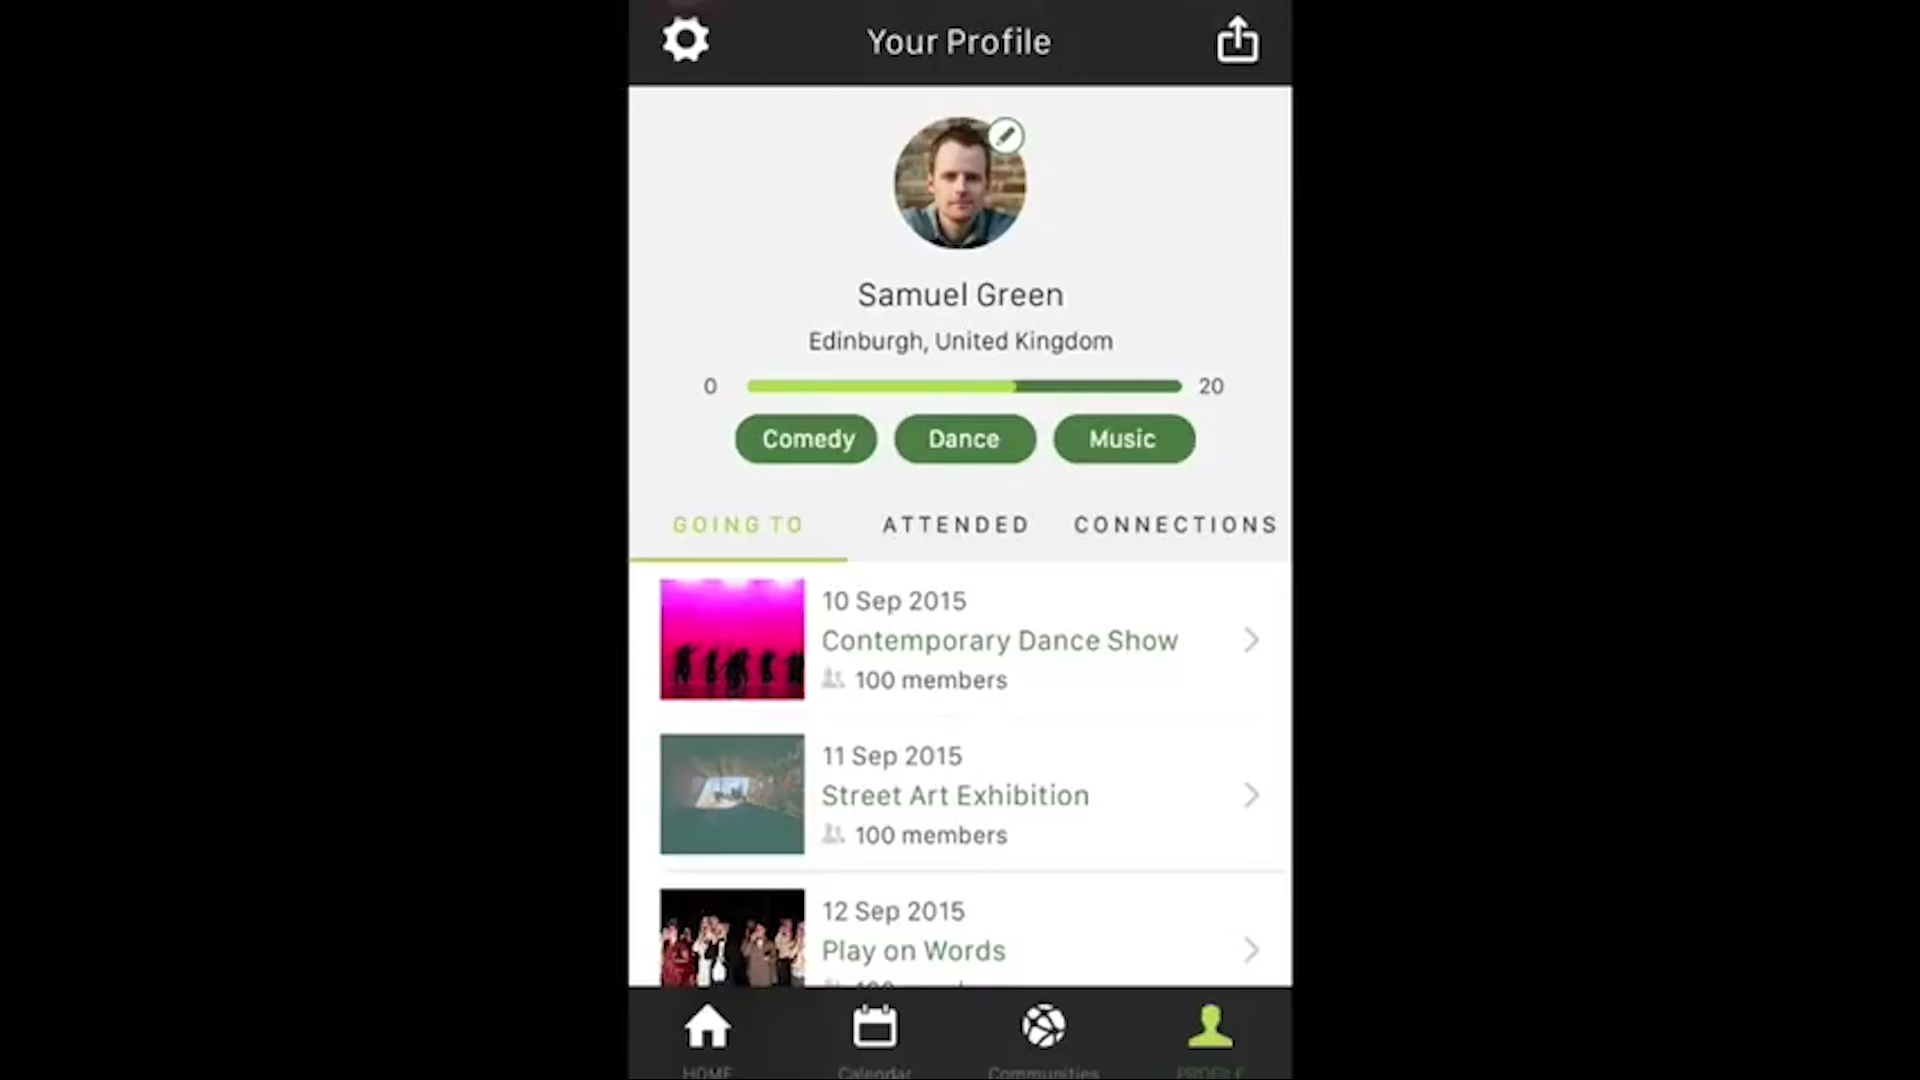 Your Profile
Samuel Green
Edinburgh, United Kingdom
0 20
Comedy Dance Music
GOING TO ATTENDED CONNECTIONS
10 Sep 2015
Contemporary Dance Show
100 members
11 Sep 2015
Street Art Exhibition
100 members
12 Sep 2015
Play on Words
HOME Calendar Communities PROFILE